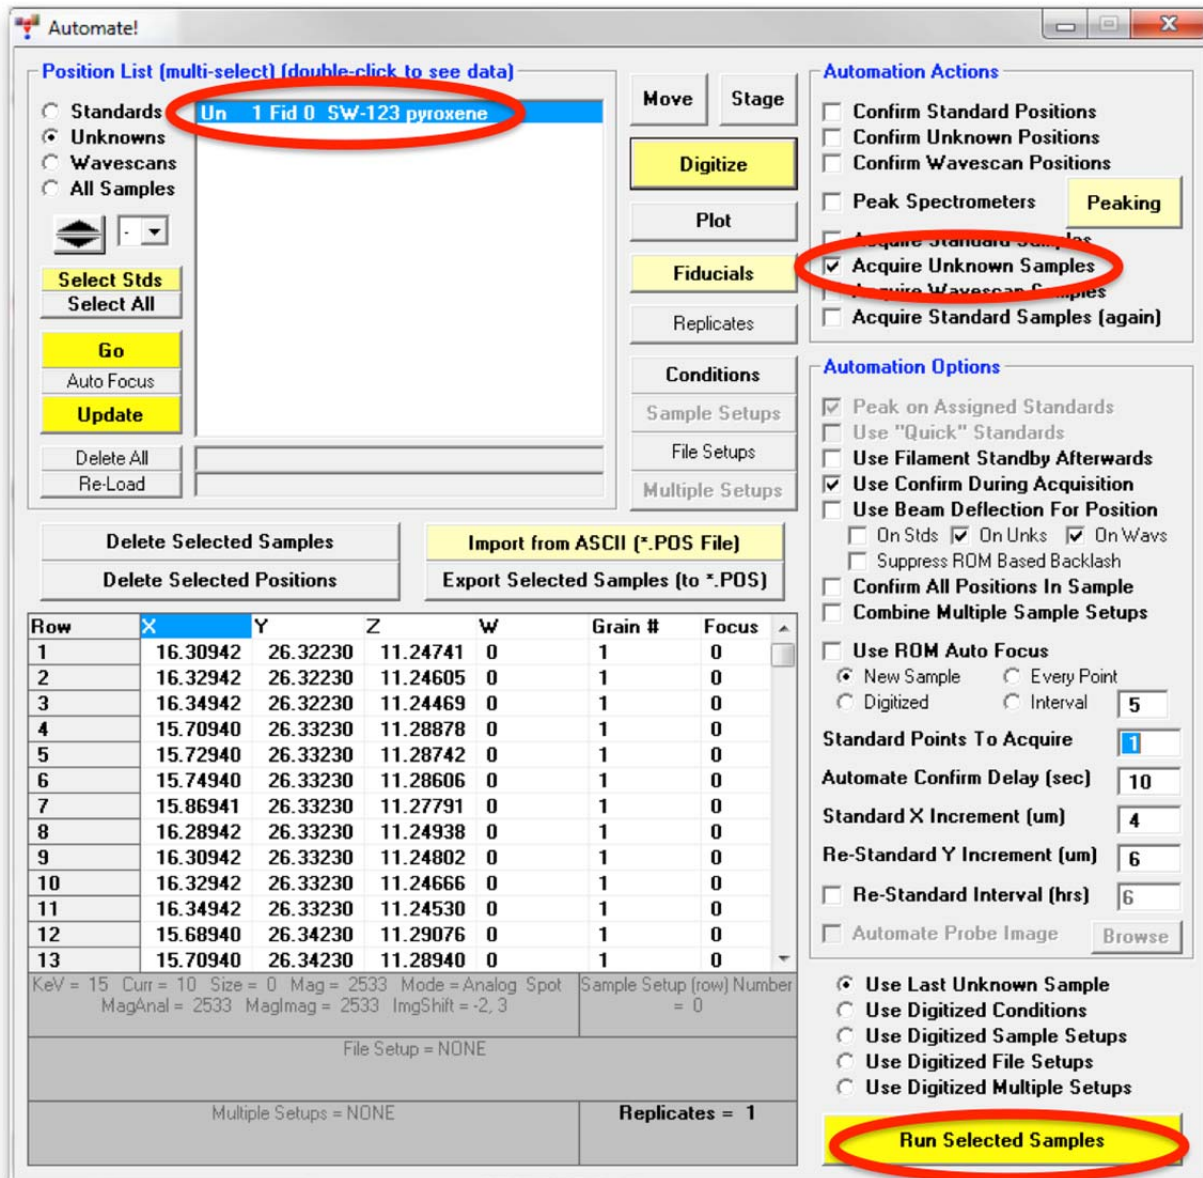 Automate!
Position List (multi-select) (double-click to see data)
Standards
Unknowns
Wavescans
All Samples
Un 1 Fid 0 SW-123 pyroxene
-
Select Stds
Select All
Go
Auto Focus
Update
Delete All
Re-Load
Move
Stage
Digitize
Plot
Fiducials
Replicates
Conditions
Sample Setups
File Setups
Multiple Setups
Delete Selected Samples
Delete Selected Positions
Import from ASCII (*.POS File)
Export Selected Samples (to *.POS)
Row X Y Z W Grain # Focus
1 16.30942 26.32230 11.24741 0 1 0
2 16.32942 26.32230 11.24605 0 1 0
3 16.34942 26.32230 11.24469 0 1 0
4 15.70940 26.33230 11.28878 0 1 0
5 15.72940 26.33230 11.28742 0 1 0
6 15.74940 26.33230 11.28606 0 1 0
7 15.86941 26.33230 11.27791 0 1 0
8 16.28942 26.33230 11.24938 0 1 0
9 16.30942 26.33230 11.24802 0 1 0
10 16.32942 26.33230 11.24666 0 1 0
11 16.34942 26.33230 11.24530 0 1 0
12 15.68940 26.34230 11.29076 0 1 0
13 15.70940 26.34230 11.28940 0 1 0
KeV = 15 Curr = 10 Size = 0 Mag = 2533 Mode = Analog Spot
MagAnal = 2533 MagImag = 2533 ImgShift = -2, 3
Sample Setup (row) Number
= 0
File Setup = NONE
Multiple Setups = NONE
Replicates = 1
Automation Actions
Confirm Standard Positions
Confirm Unknown Positions
Confirm Wavescan Positions
Peak Spectrometers
Peaking
Acquire Standard Samples
Acquire Unknown Samples
Acquire Wavescan Samples
Acquire Standard Samples (again)
Automation Options
Peak on Assigned Standards
Use "Quick" Standards
Use Filament Standby Afterwards
Use Confirm During Acquisition
Use Beam Deflection For Position
On Stds On Unks On Wavs
Suppress ROM Based Backlash
Confirm All Positions In Sample
Combine Multiple Sample Setups
Use ROM Auto Focus
New Sample Every Point
Digitized Interval 5
Standard Points To Acquire 1
Automate Confirm Delay (sec) 10
Standard X Increment (um) 4
Re-Standard Y Increment (um) 6
Re-Standard Interval (hrs) 6
Automate Probe Image Browse
Use Last Unknown Sample
Use Digitized Conditions
Use Digitized Sample Setups
Use Digitized File Setups
Use Digitized Multiple Setups
Run Selected Samples